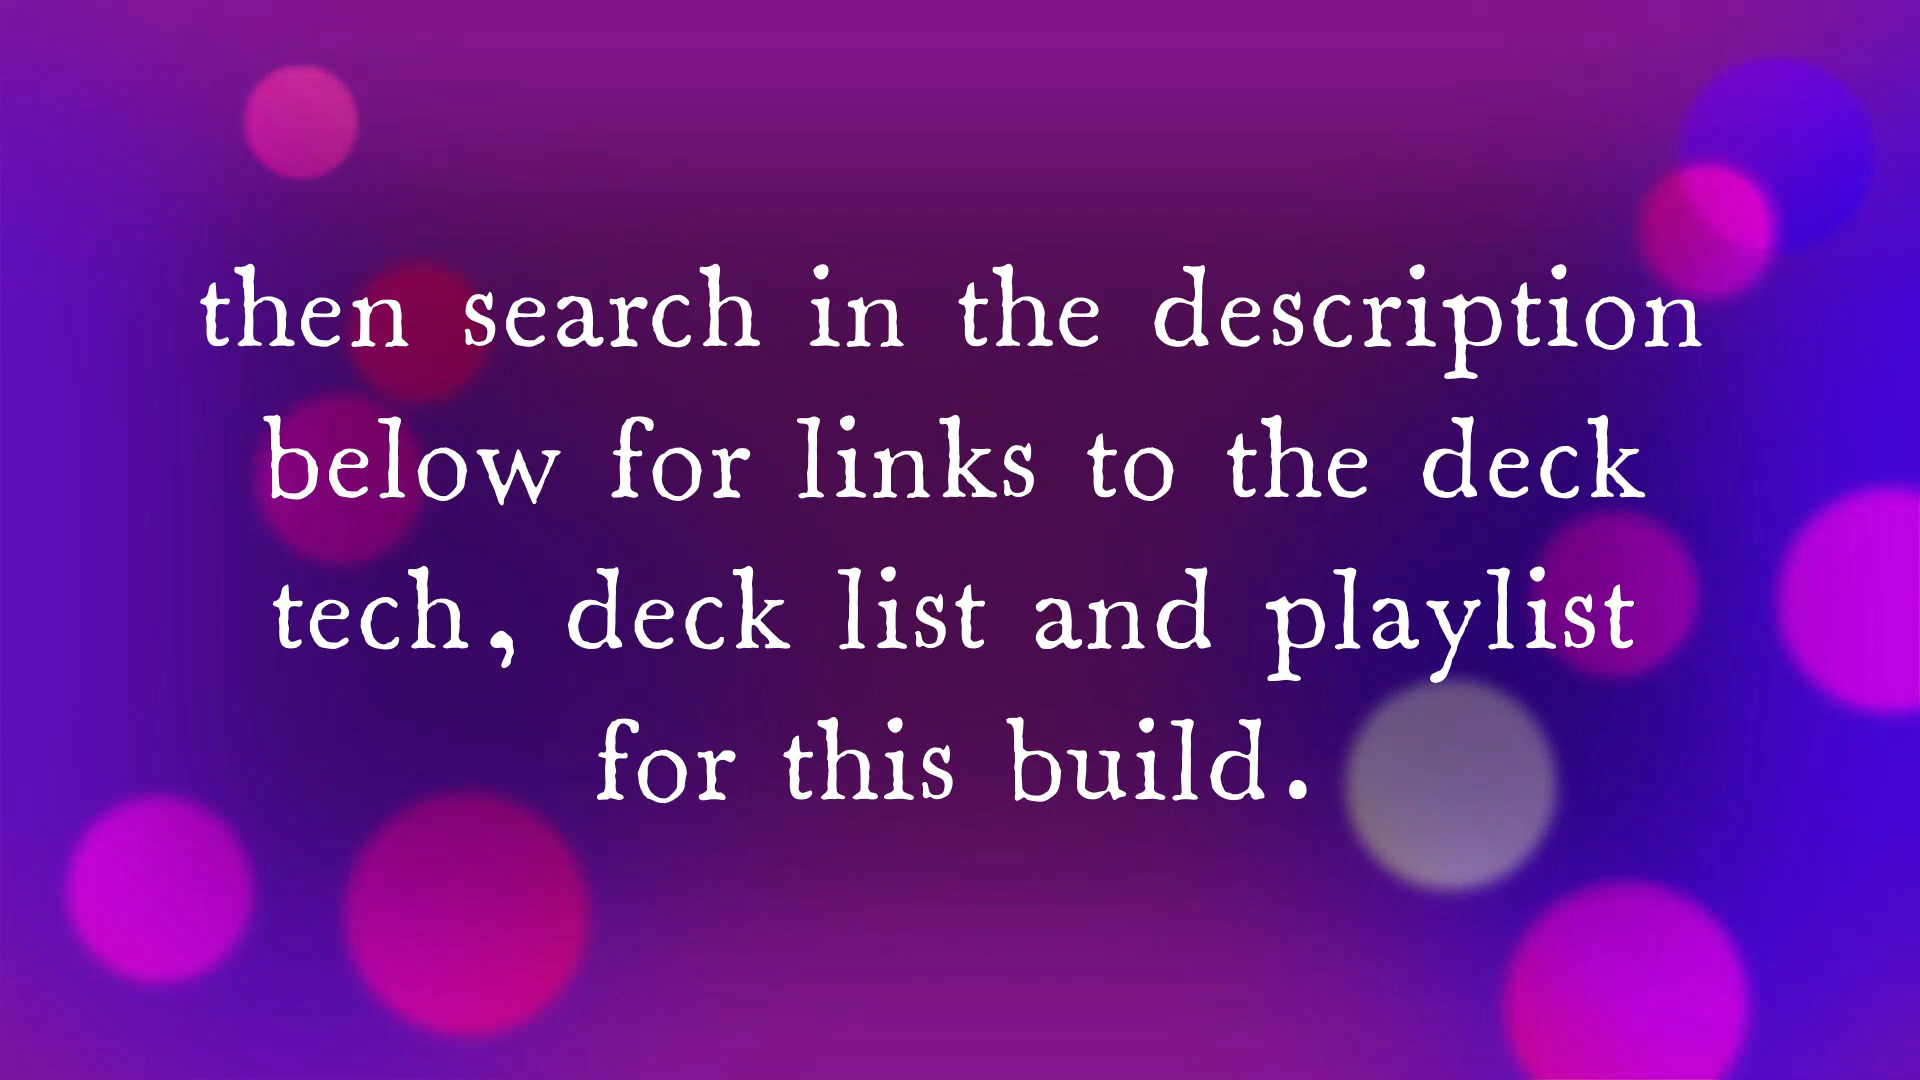 then search in the description
below for links to the deck
tech, deck list and playlist
for this build.